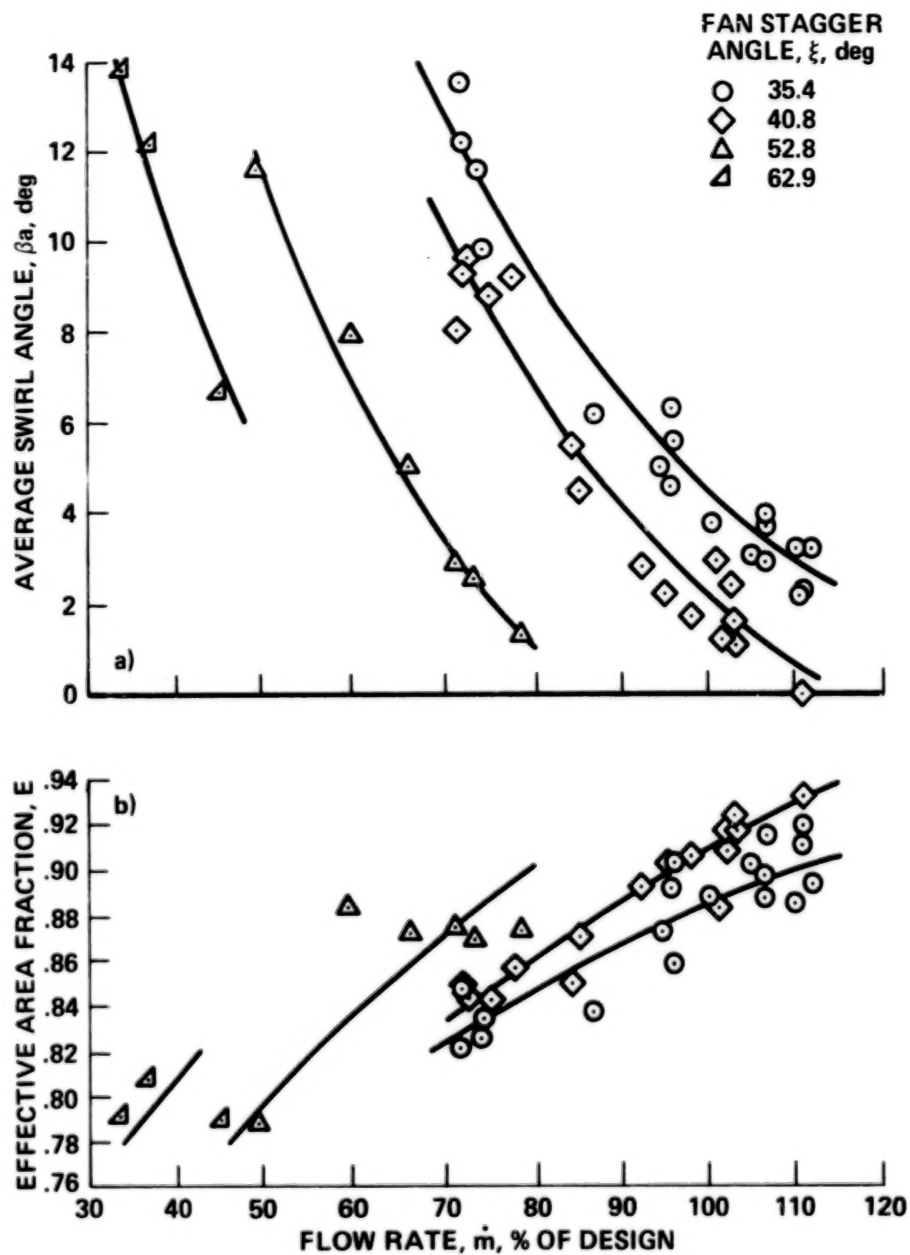 FAN STAGGER
ANGLE, ξ, deg
35.4
40.8
52.8
62.9
14
12
10
8
6
4
2
0
AVERAGE SWIRL ANGLE, βa, deg
a)
.94
.92
.90
.88
.86
.84
.82
.80
.78
.76
EFFECTIVE AREA FRACTION, E
b)
30 40 50 60 70 80 90 100 110 120
FLOW RATE, ṁ, % OF DESIGN